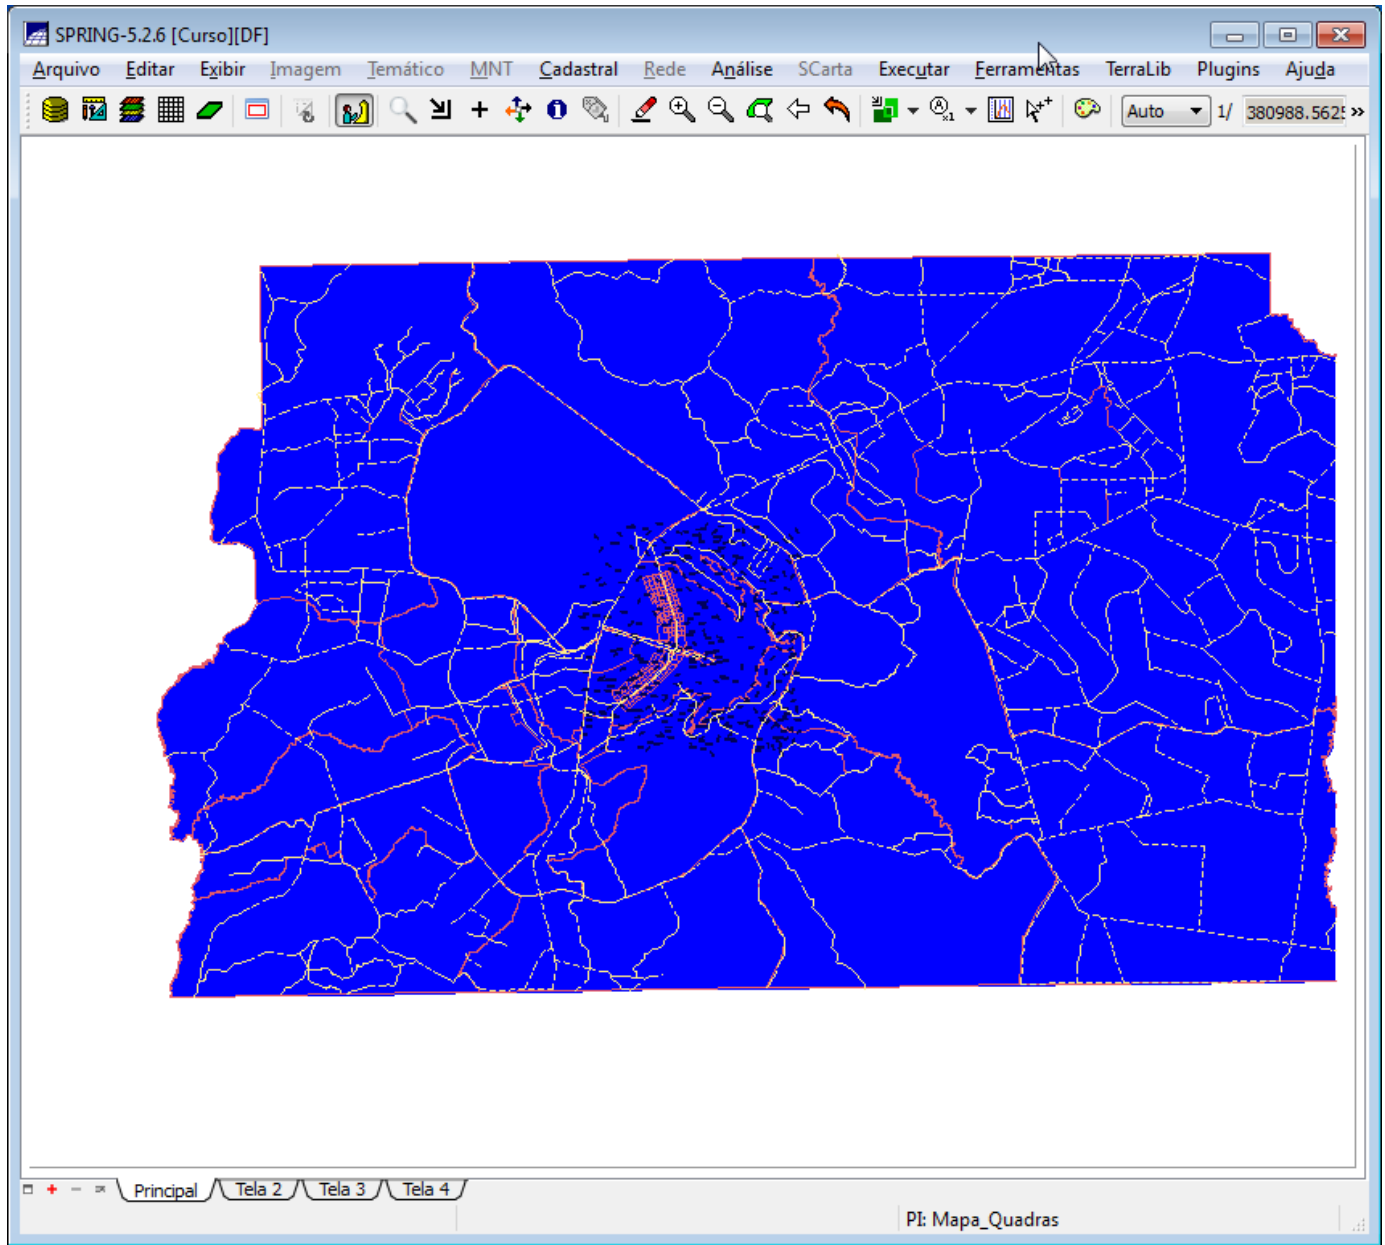 SPRING-5.2.6 [Curso][DF]
Arquivo Editar Exibir Imagem Temático MNT Cadastral Rede Análise SCarta Executar Ferramentas TerraLib Plugins Ajuda
Auto 1/ 380988.5625 »
Principal Tela 2 Tela 3 Tela 4
PI: Mapa_Quadras